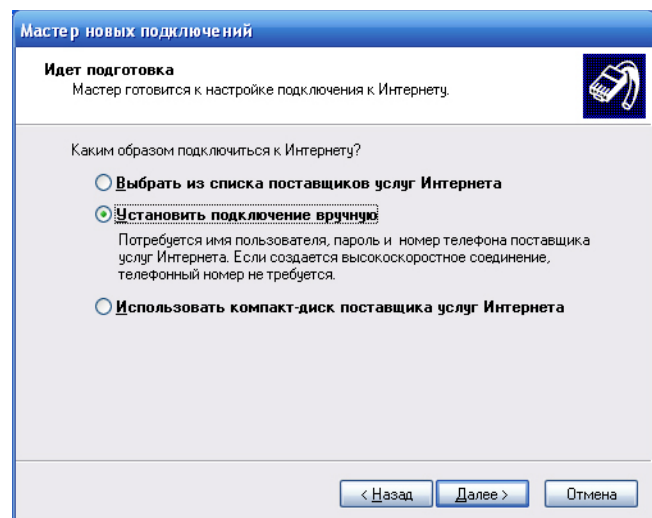 Мастер новых подключений
Идет подготовка
Мастер готовится к настройке подключения к Интернету.
Каким образом подключиться к Интернету?
Выбрать из списка поставщиков услуг Интернета
Установить подключение вручную
Потребуется имя пользователя, пароль и номер телефона поставщика
услуг Интернета. Если создается высокоскоростное соединение,
телефонный номер не требуется.
Использовать компакт-диск поставщика услуг Интернета
< Назад Далее > Отмена